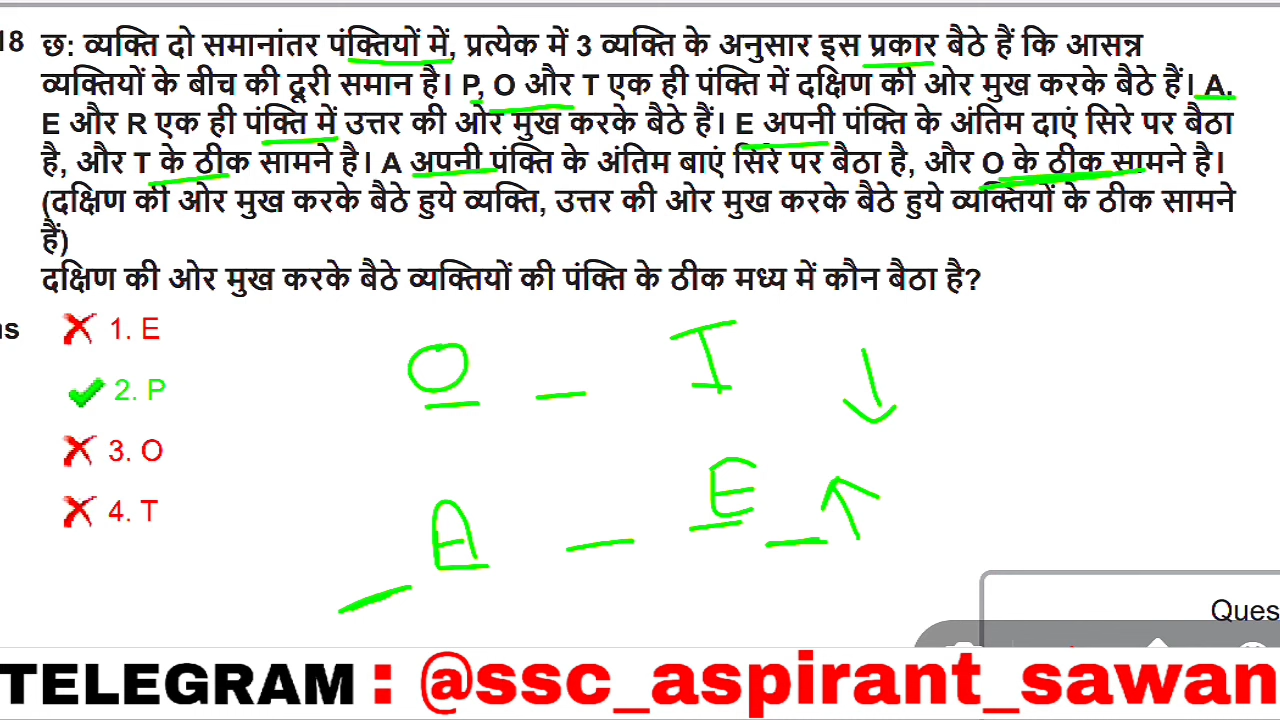 18 छ: व्यक्ति दो समानांतर पंक्तियों में, प्रत्येक में 3 व्यक्ति के अनुसार इस प्रकार बैठे हैं कि आसन्न
व्यक्तियों के बीच की दूरी समान है। P, O और T एक ही पंक्ति में दक्षिण की ओर मुख करके बैठे हैं। A,
E और R एक ही पंक्ति में उत्तर की ओर मुख करके बैठे हैं। E अपनी पंक्ति के अंतिम दाएं सिरे पर बैठा
है, और T के ठीक सामने है। A अपनी पंक्ति के अंतिम बाएं सिरे पर बैठा है, और O के ठीक सामने है।
(दक्षिण की ओर मुख करके बैठे हुये व्यक्ति, उत्तर की ओर मुख करके बैठे हुये व्यक्तियों के ठीक सामने
हैं)
दक्षिण की ओर मुख करके बैठे व्यक्तियों की पंक्ति के ठीक मध्य में कौन बैठा है?
ns 1. E
2. P
3. O
4. T
O _ T
A _ E
Ques
TELEGRAM : @ssc_aspirant_sawan